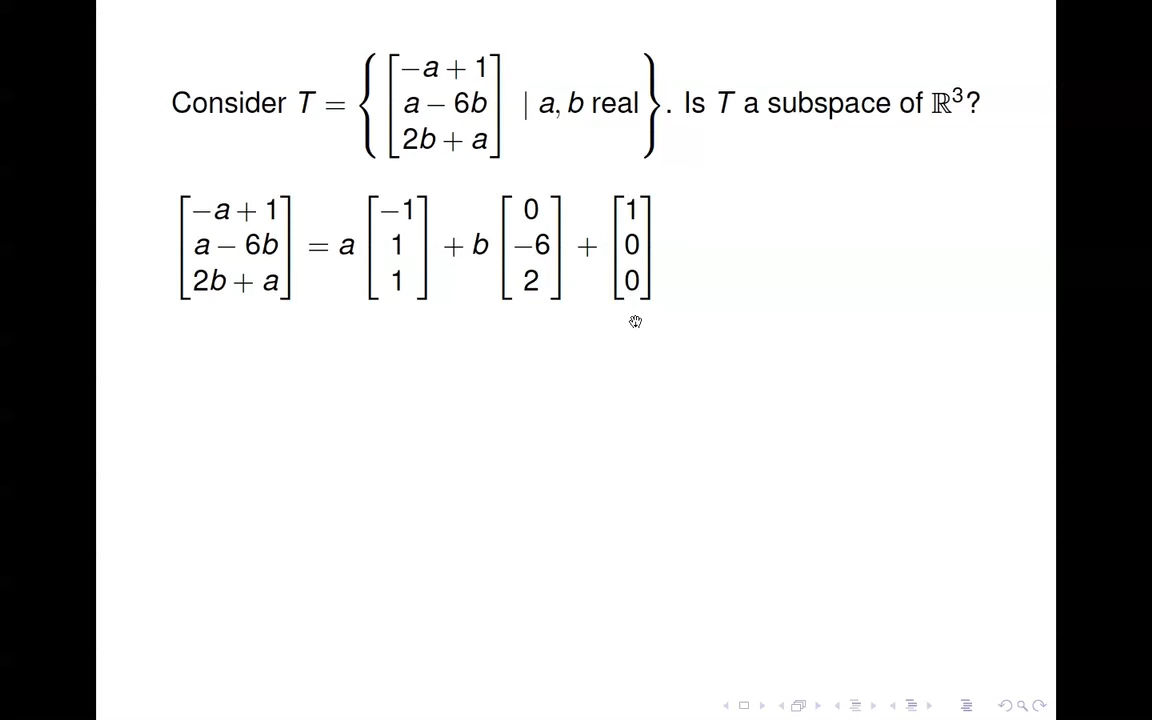 Consider T = { [ −a + 1 ; a − 6b ; 2b + a ] | a, b real } . Is T a subspace of ℝ³?
[ −a + 1 ; a − 6b ; 2b + a ] = a [ −1 ; 1 ; 1 ] + b [ 0 ; −6 ; 2 ] + [ 1 ; 0 ; 0 ]